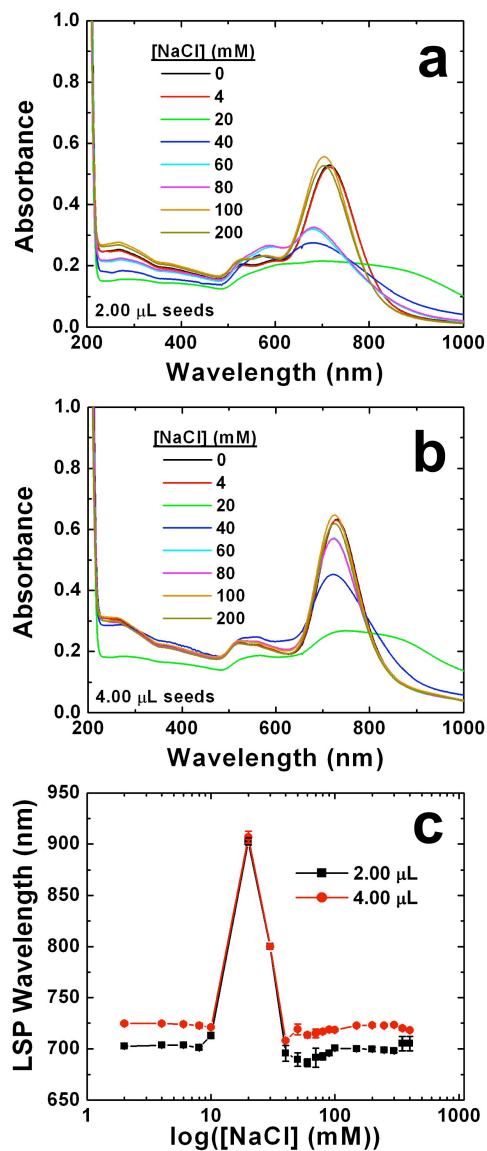 a
[NaCl] (mM)
0
4
20
40
60
80
100
200
2.00 μL seeds
Absorbance
1.0
0.8
0.6
0.4
0.2
0.0
200 400 600 800 1000
Wavelength (nm)
b
[NaCl] (mM)
0
4
20
40
60
80
100
200
4.00 μL seeds
Absorbance
1.0
0.8
0.6
0.4
0.2
0.0
200 400 600 800 1000
Wavelength (nm)
c
2.00 μL
4.00 μL
LSP Wavelength (nm)
950
900
850
800
750
700
650
1 10 100 1000
log([NaCl] (mM))